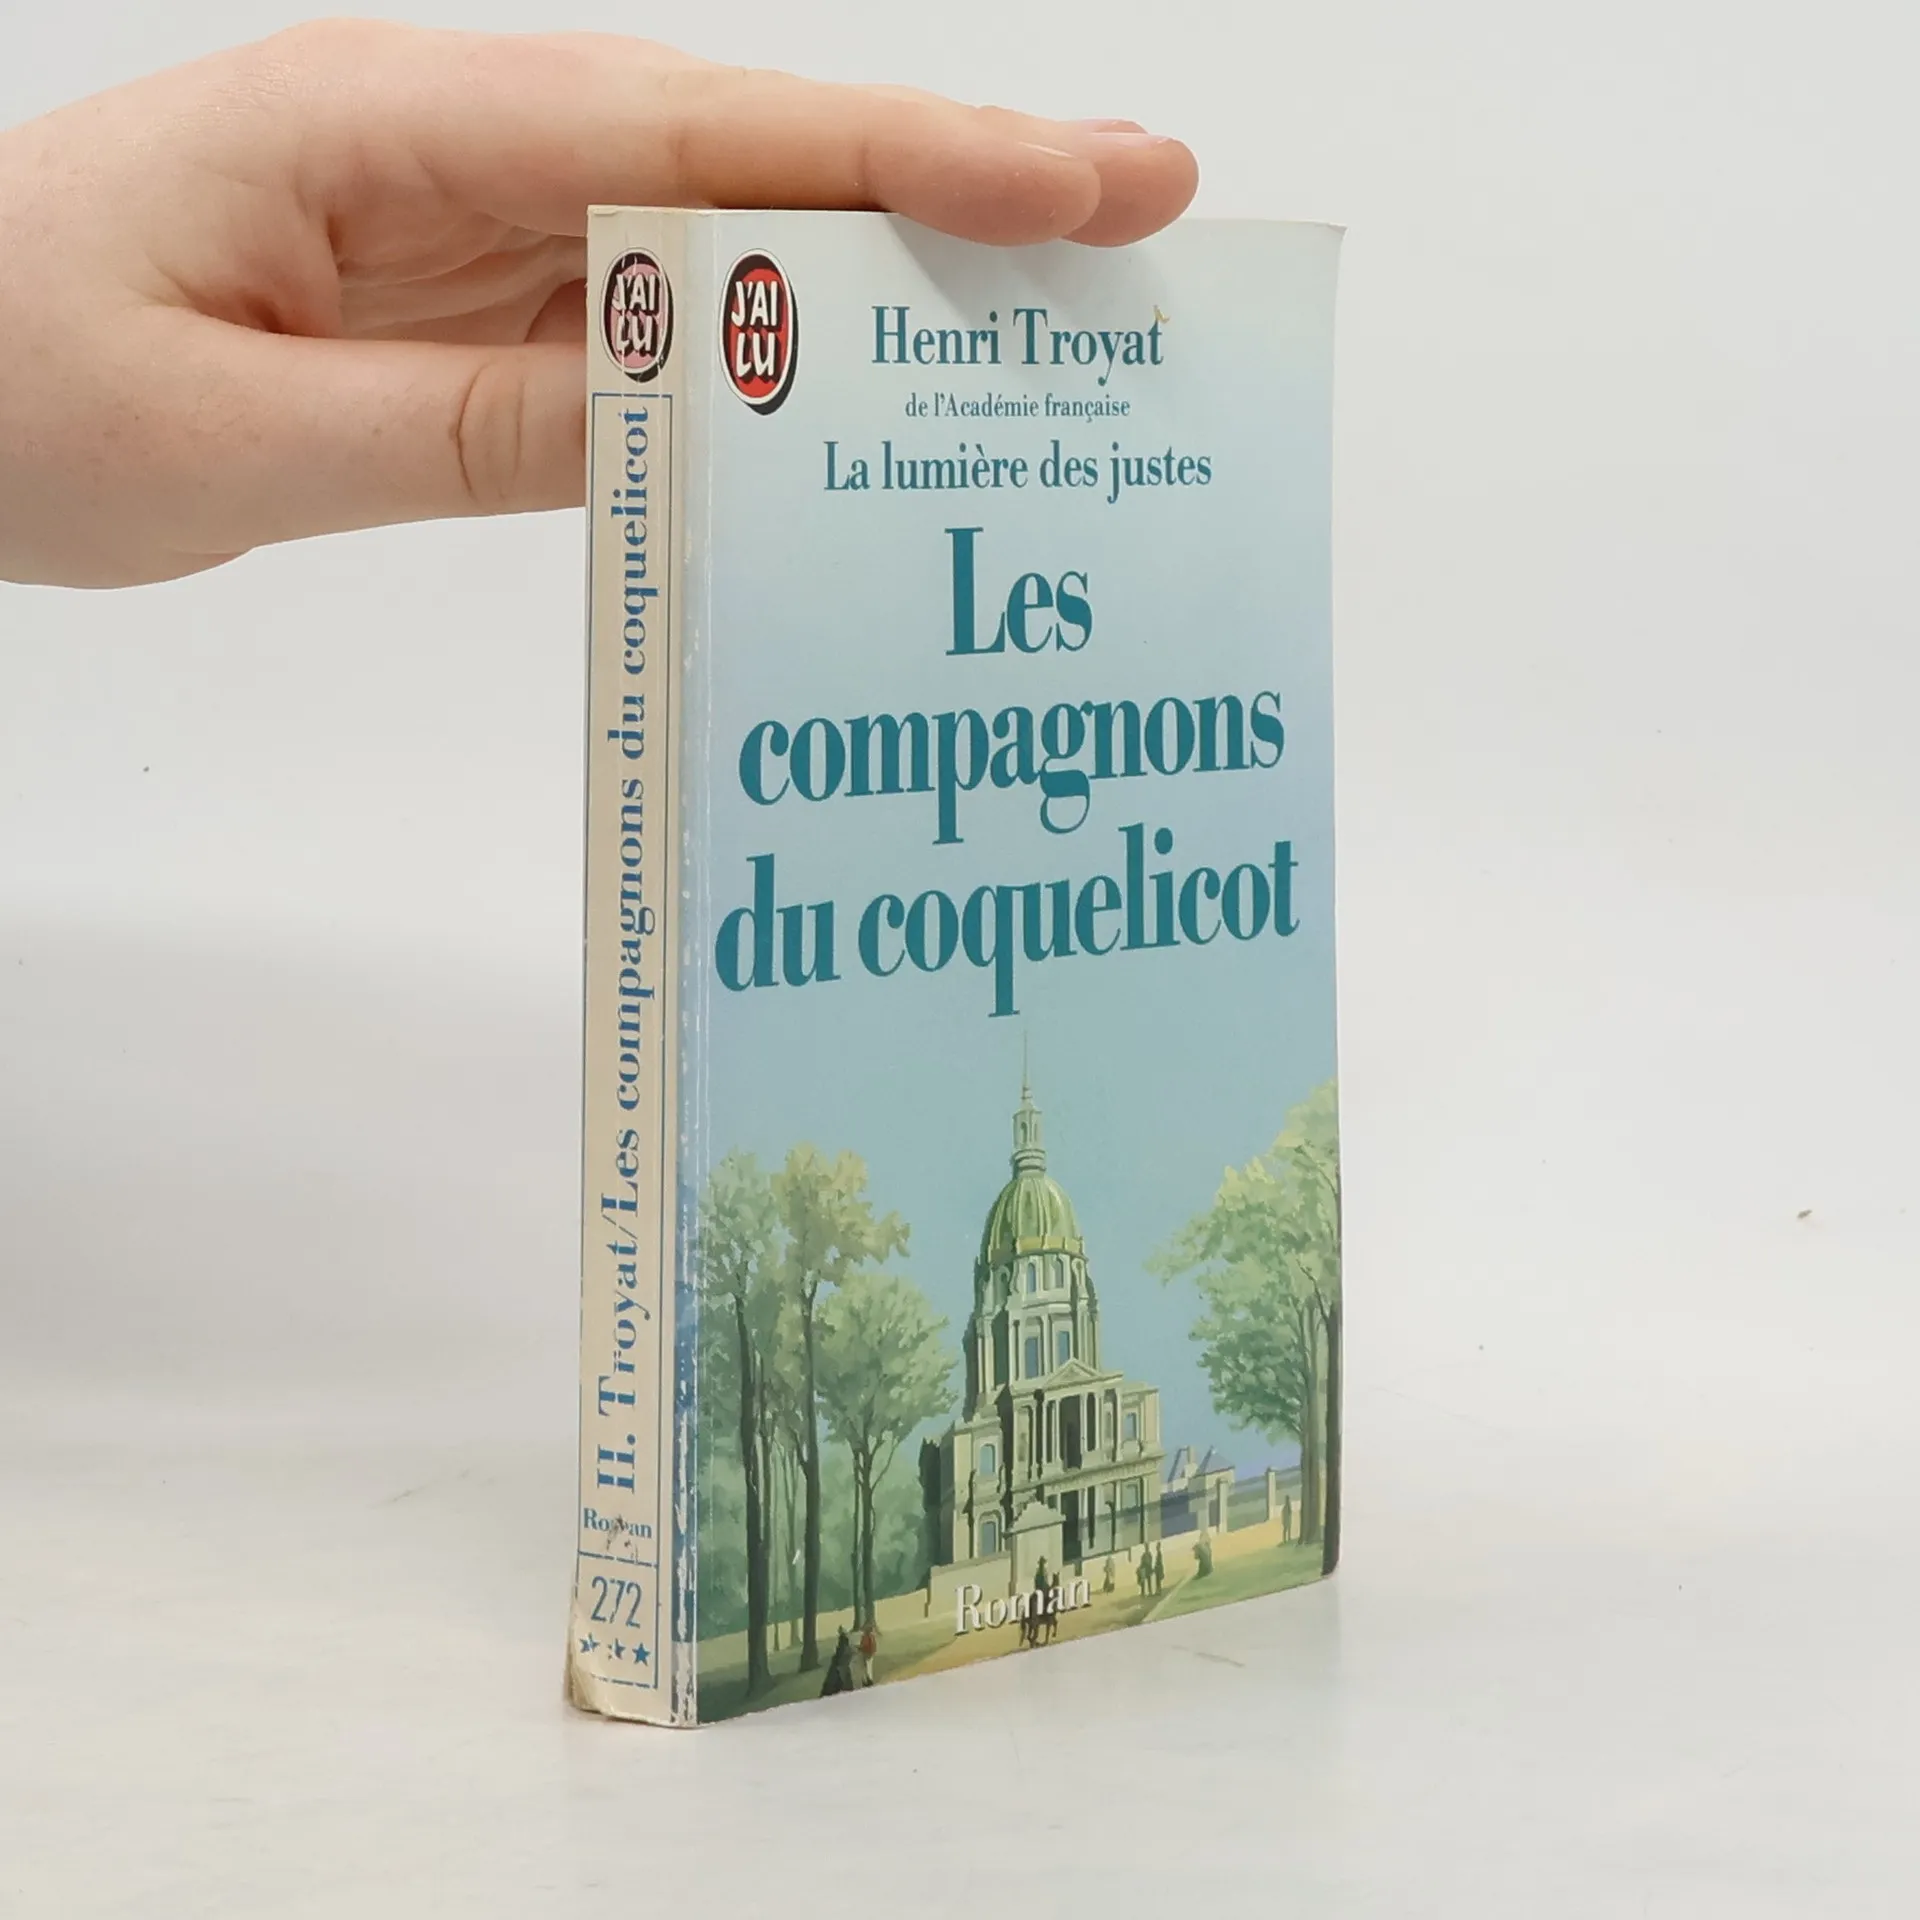 J'AI
LU
H. Troyat/Les compagnons du coquelicot
Roman
272
J'AI
LU
Henri Troyat
de l'Académie française
La lumière des justes
Les
compagnons
du coquelicot
Roman